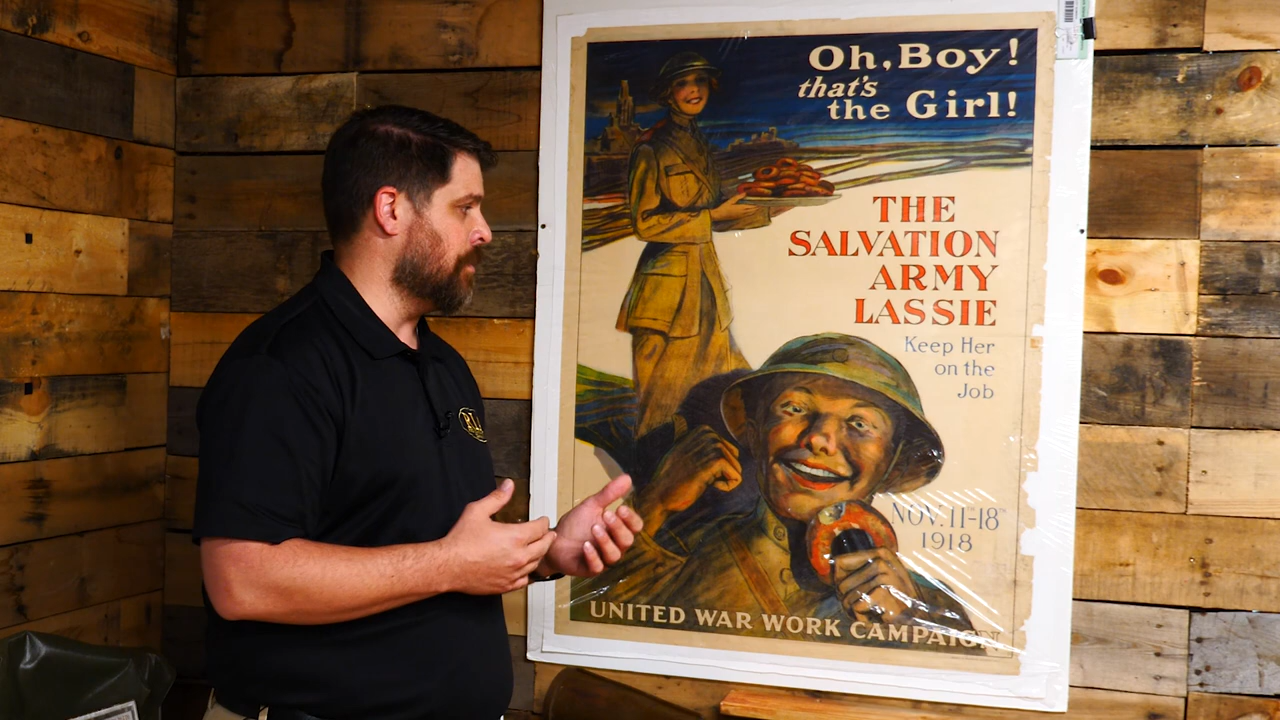 Oh, Boy!
that's
the Girl!
THE
SALVATION
ARMY
LASSIE
Keep Her
on the
Job
NOV. 11TH-18TH
1918
UNITED WAR WORK CAMPAIGN